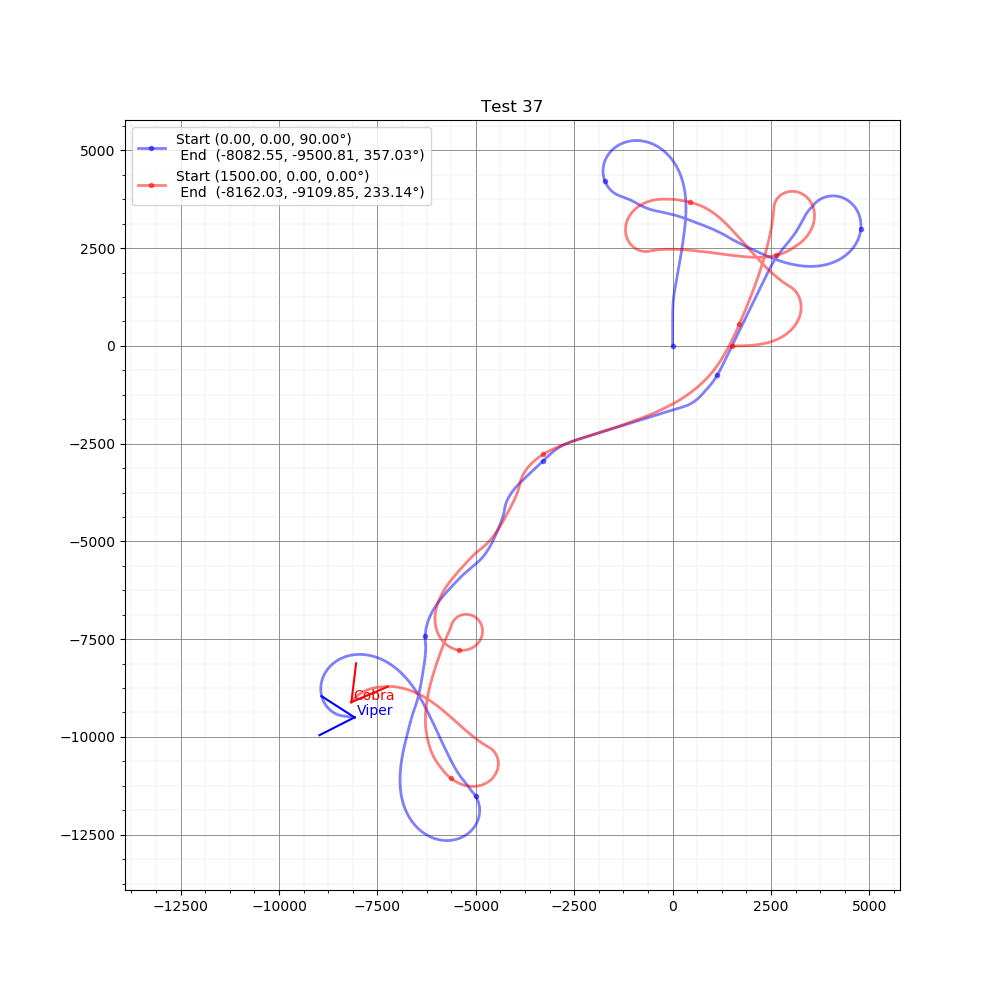 Test 37
Start (0.00, 0.00, 90.00°)
End  (-8082.55, -9500.81, 357.03°)
Start (1500.00, 0.00, 0.00°)
End  (-8162.03, -9109.85, 233.14°)
5000
2500
0
−2500
−5000
−7500
−10000
−12500
Cobra
Viper
−12500 −10000 −7500 −5000 −2500 0 2500 5000